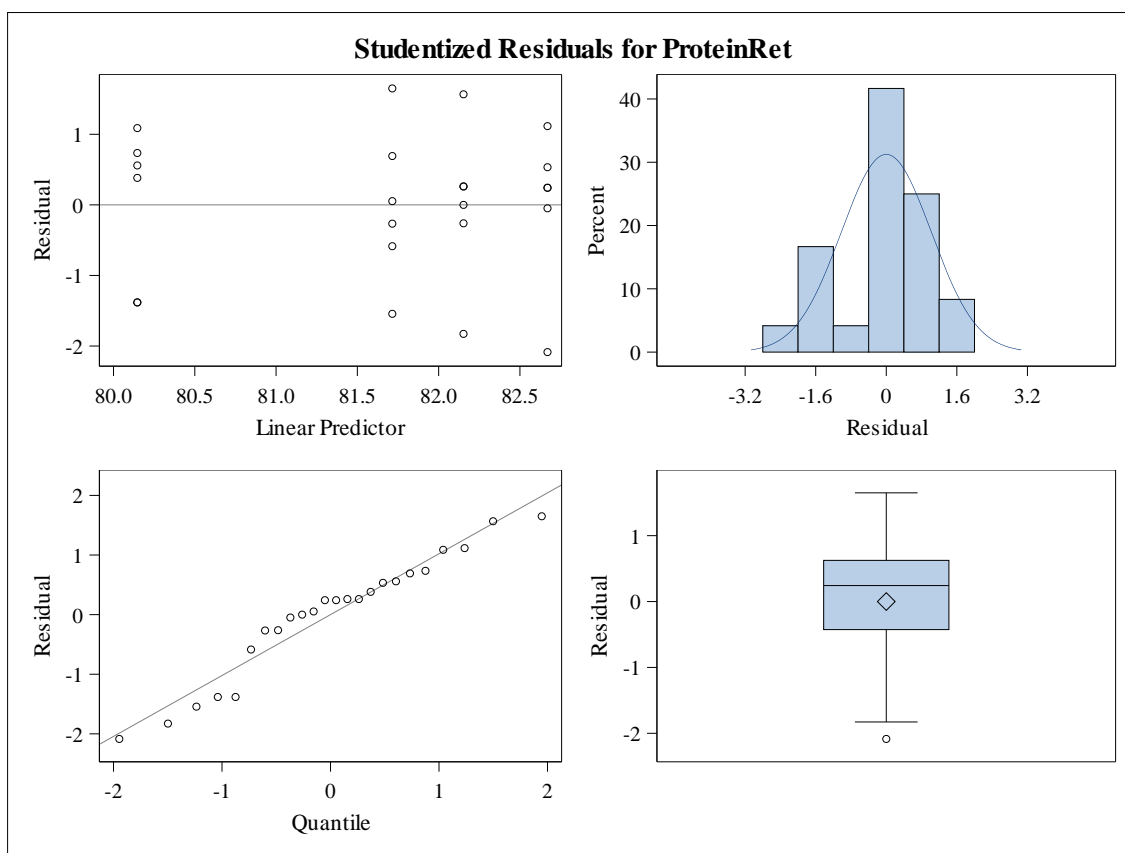 Studentized Residuals for ProteinRet
1
0
-1
-2
Residual
80.0 80.5 81.0 81.5 82.0 82.5
Linear Predictor
40
30
20
10
0
Percent
-3.2 -1.6 0 1.6 3.2
Residual
2
1
0
-1
-2
Residual
-2 -1 0 1 2
Quantile
1
0
-1
-2
Residual